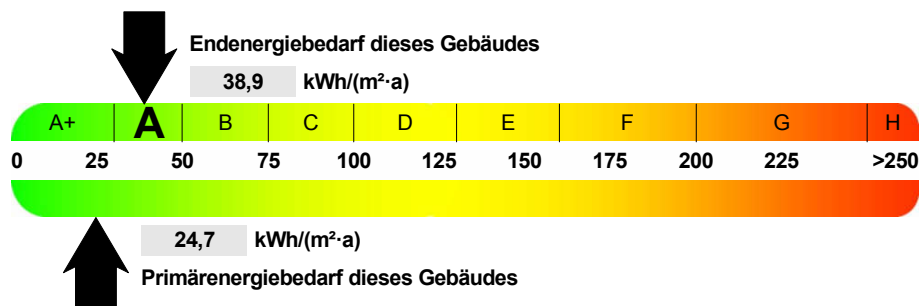 Endenergiebedarf dieses Gebäudes
38,9 kWh/(m²·a)
A+ A B C D E F G H
0 25 50 75 100 125 150 175 200 225 >250
24,7 kWh/(m²·a)
Primärenergiebedarf dieses Gebäudes